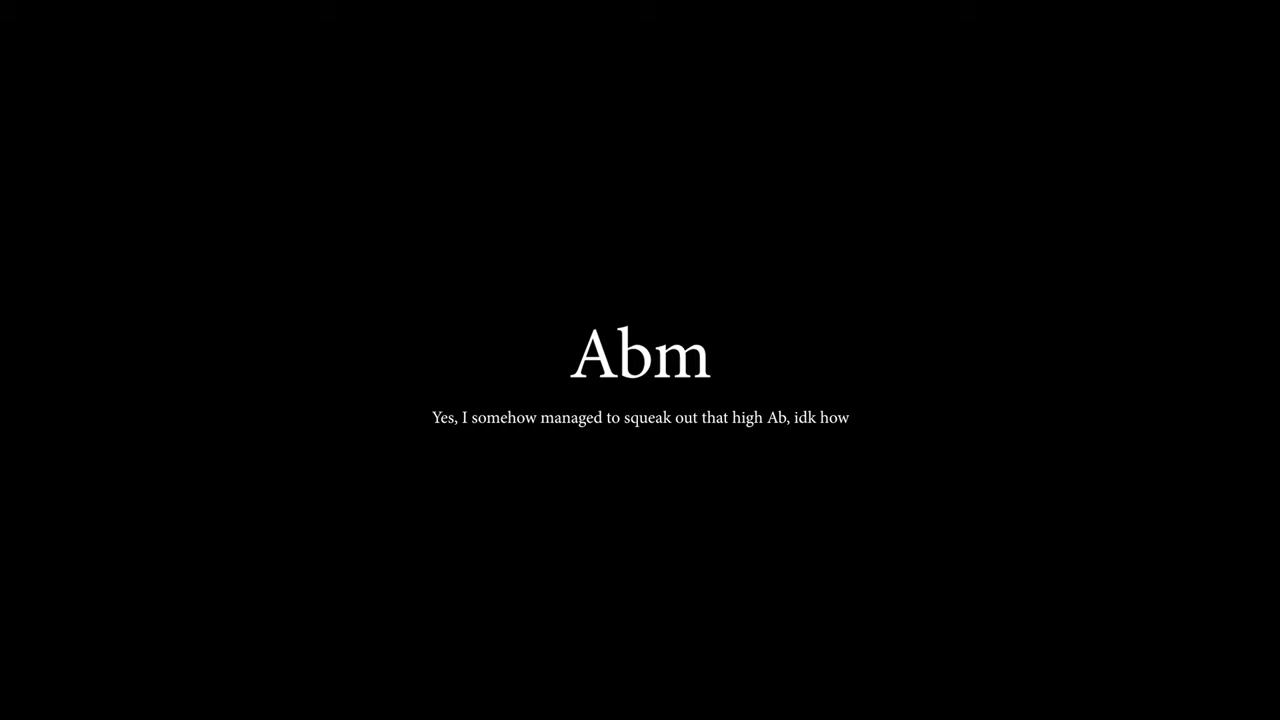 Abm
Yes, I somehow managed to squeak out that high Ab, idk how